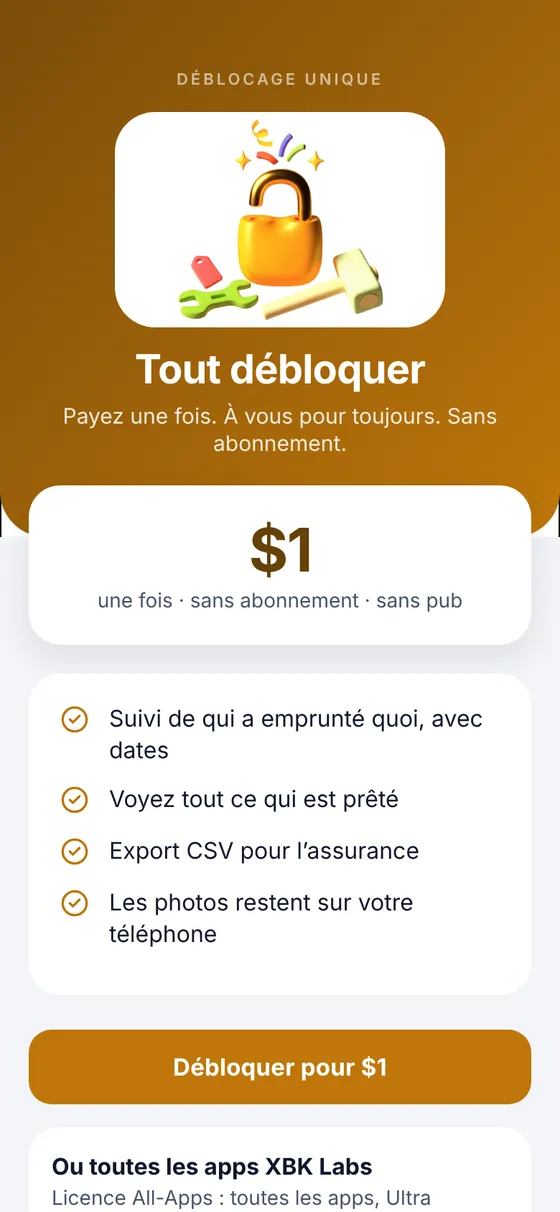 DÉBLOCAGE UNIQUE
Tout débloquer
Payez une fois. À vous pour toujours. Sans
abonnement.
$1
une fois · sans abonnement · sans pub
Suivi de qui a emprunté quoi, avec
dates
Voyez tout ce qui est prêté
Export CSV pour l’assurance
Les photos restent sur votre
téléphone
Débloquer pour $1
Ou toutes les apps XBK Labs
Licence All-Apps : toutes les apps, Ultra